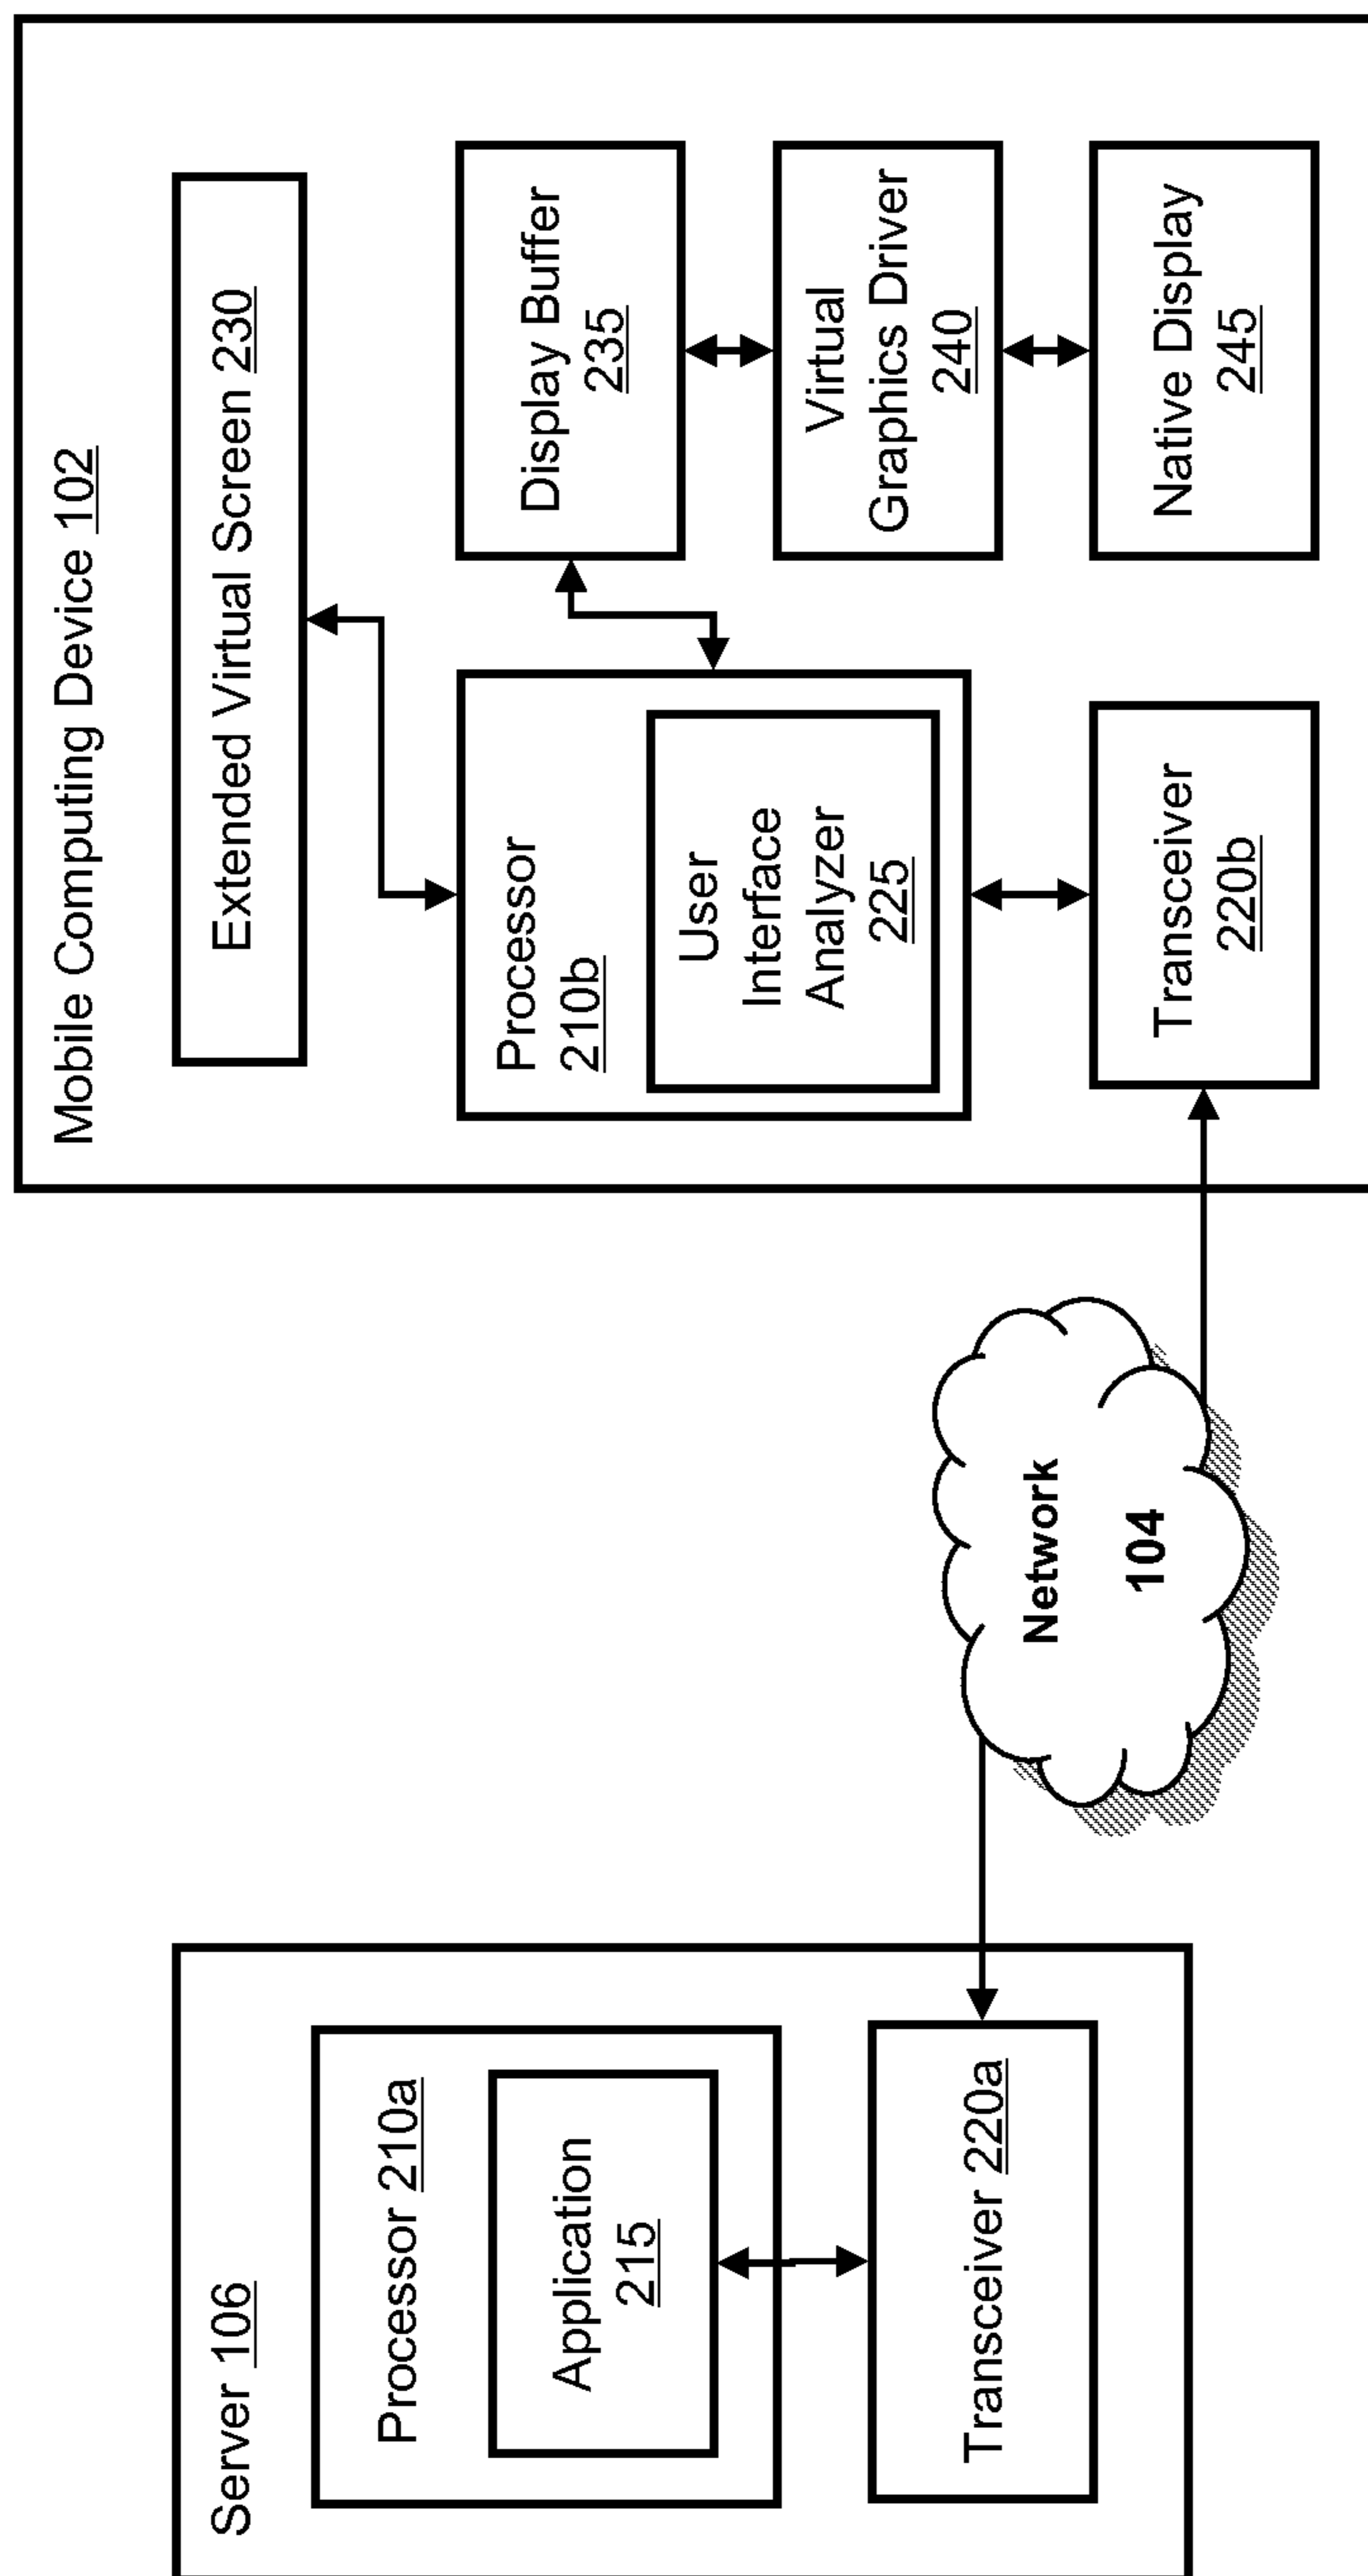 Server 106
Processor 210a
Application
215
Transceiver 220a
Network
104
Mobile Computing Device 102
Extended Virtual Screen 230
Processor
210b
User
Interface
Analyzer
225
Transceiver
220b
Display Buffer
235
Virtual
Graphics Driver
240
Native Display
245